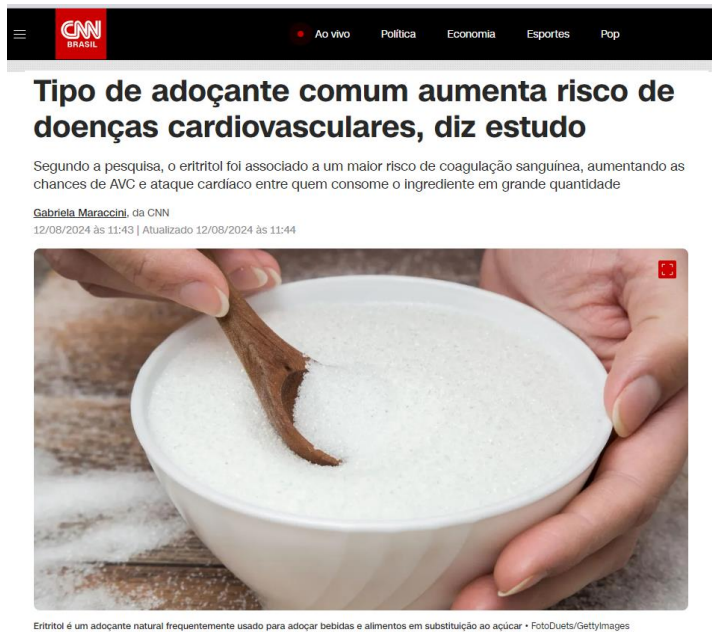 CNN
BRASIL
Ao vivo Política Economia Esportes Pop
Tipo de adoçante comum aumenta risco de
doenças cardiovasculares, diz estudo
Segundo a pesquisa, o eritritol foi associado a um maior risco de coagulação sanguínea, aumentando as
chances de AVC e ataque cardíaco entre quem consome o ingrediente em grande quantidade
Gabriela Maraccini, da CNN
12/08/2024 às 11:43 | Atualizado 12/08/2024 às 11:44
Eritritol é um adoçante natural frequentemente usado para adoçar bebidas e alimentos em substituição ao açúcar • FotoDuets/GettyImages